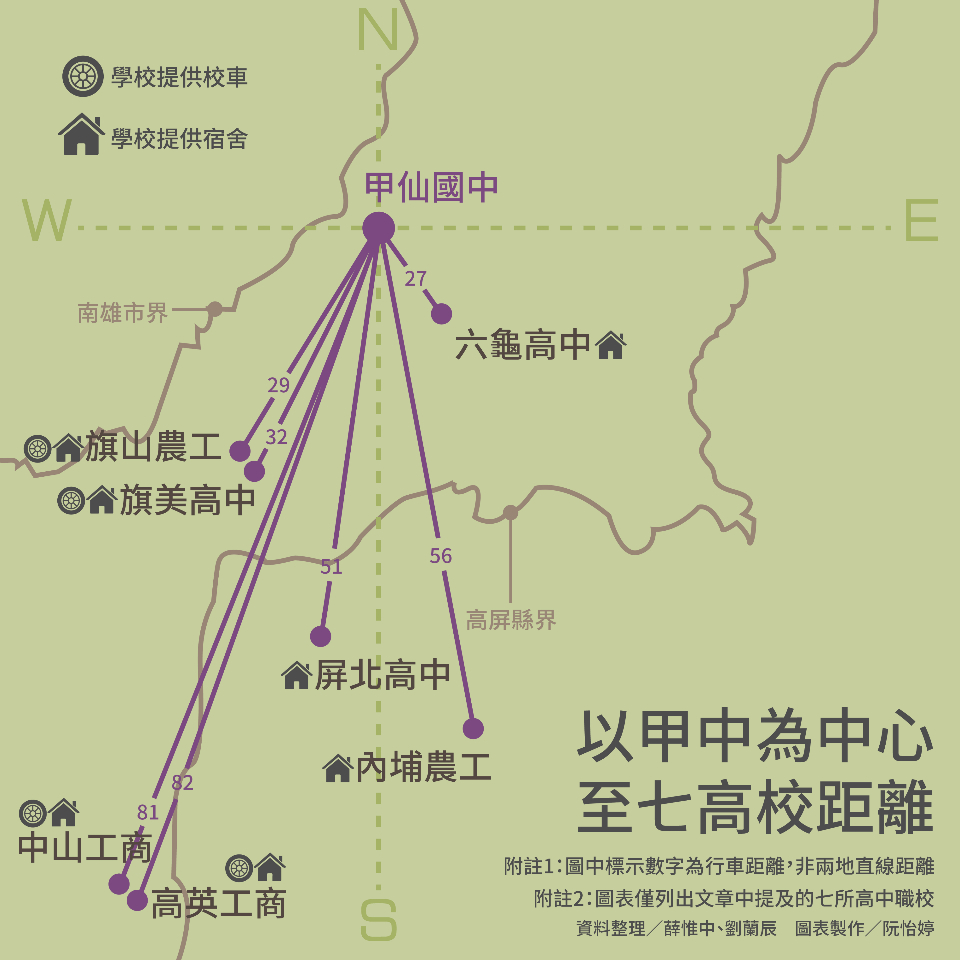 N
學校提供校車
學校提供宿舍
甲仙國中
W
E
27
南雄市界
六龜高中
29
32
旗山農工
旗美高中
56
51
高屏縣界
屏北高中
以甲中為中心
至七高校距離
內埔農工
82
81
中山工商
高英工商
S
附註1：圖中標示數字為行車距離，非兩地直線距離
附註2：圖表僅列出文章中提及的七所高中職校
資料整理／薛惟中、劉蘭辰　圖表製作／阮怡婷